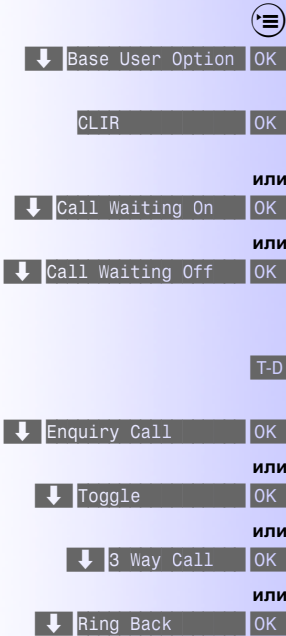 Base User Option OK
CLIR OK
или
Call Waiting On OK
или
Call Waiting Off OK
T-D
Enquiry Call OK
или
Toggle OK
или
3 Way Call OK
или
Ring Back OK